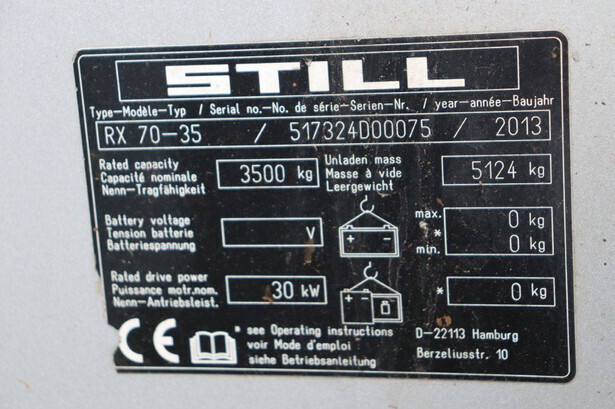 STILL
Type—Modèle—Typ / Serial no.—No. de série—Serien-Nr. / year—année—Baujahr
RX 70-35 / 517324D00075 / 2013
Rated capacity
Capacité nominale
Nenn-Tragfähigkeit
3500 kg
Unladen mass
Masse à vide
Leergewicht
5124 kg
Battery voltage
Tension batterie
Batteriespannung
V
+ -
max. 0 kg
*
min. 0 kg
Rated drive power
Puissance motr.nom.
Nenn-Antriebsleist.
30 kW
+ -
* 0 kg
CE
* see Operating instructions
voir Mode d'emploi
siehe Betriebsanleitung
D-22113 Hamburg
Berzeliusstr. 10